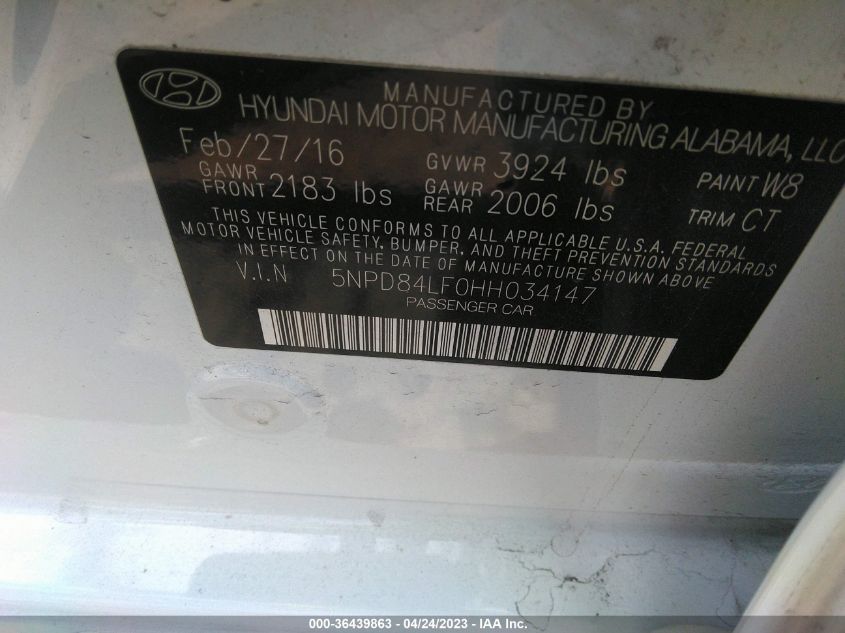 MANUFACTURED BY
HYUNDAI MOTOR MANUFACTURING ALABAMA, LLC
Feb/27/16 GVWR 3924 lbs PAINT W8
GAWR FRONT 2183 lbs GAWR REAR 2006 lbs TRIM CT
THIS VEHICLE CONFORMS TO ALL APPLICABLE U.S.A. FEDERAL
MOTOR VEHICLE SAFETY, BUMPER, AND THEFT PREVENTION STANDARDS
IN EFFECT ON THE DATE OF MANUFACTURE SHOWN ABOVE
V.I.N 5NPD84LF0HH034147
PASSENGER CAR
000-36439863 - 04/24/2023 - IAA Inc.